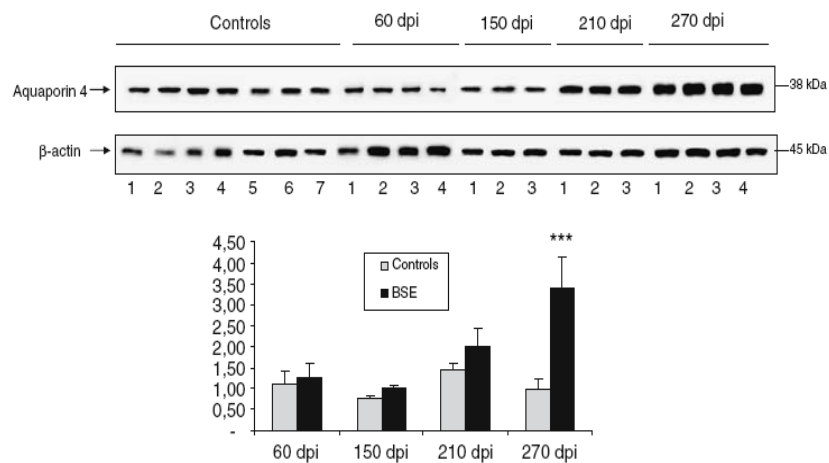 Controls 60 dpi 150 dpi 210 dpi 270 dpi
Aquaporin 4 38 kDa
β-actin 45 kDa
1 2 3 4 5 6 7 1 2 3 4 1 2 3 1 2 3 1 2 3 4
4,50
4,00
3,50
3,00
2,50
2,00
1,50
1,00
0,50
-
***
Controls
BSE
60 dpi 150 dpi 210 dpi 270 dpi